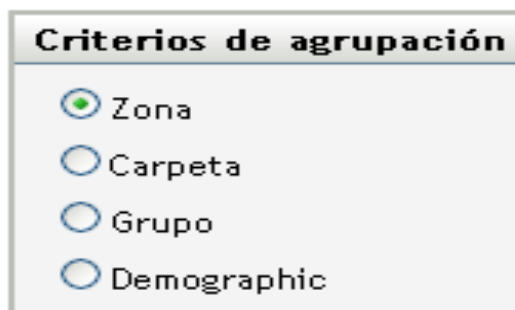 Criterios de agrupación
Zona
Carpeta
Grupo
Demographic